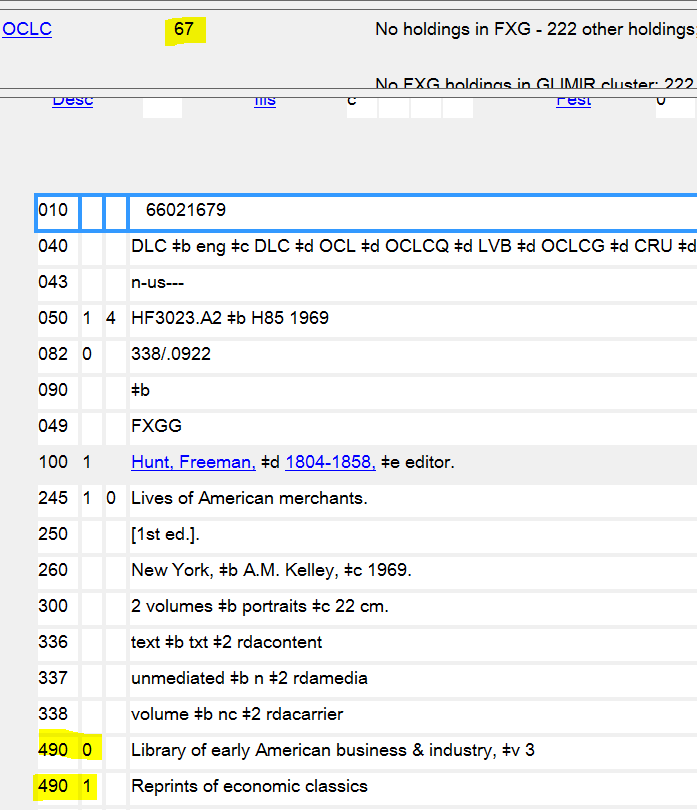 OCLC 67 No holdings in FXG - 222 other holdings;
No FXG holdings in GLIMIR cluster; 222
Desc Ills c Fest 0
010 66021679
040 DLC ‡b eng ‡c DLC ‡d OCL ‡d OCLCQ ‡d LVB ‡d OCLCG ‡d CRU ‡d
043 n-us---
050 1 4 HF3023.A2 ‡b H85 1969
082 0 338/.0922
090 ‡b
049 FXGG
100 1 Hunt, Freeman, ‡d 1804-1858, ‡e editor.
245 1 0 Lives of American merchants.
250 [1st ed.].
260 New York, ‡b A.M. Kelley, ‡c 1969.
300 2 volumes ‡b portraits ‡c 22 cm.
336 text ‡b txt ‡2 rdacontent
337 unmediated ‡b n ‡2 rdamedia
338 volume ‡b nc ‡2 rdacarrier
490 0 Library of early American business & industry, ‡v 3
490 1 Reprints of economic classics